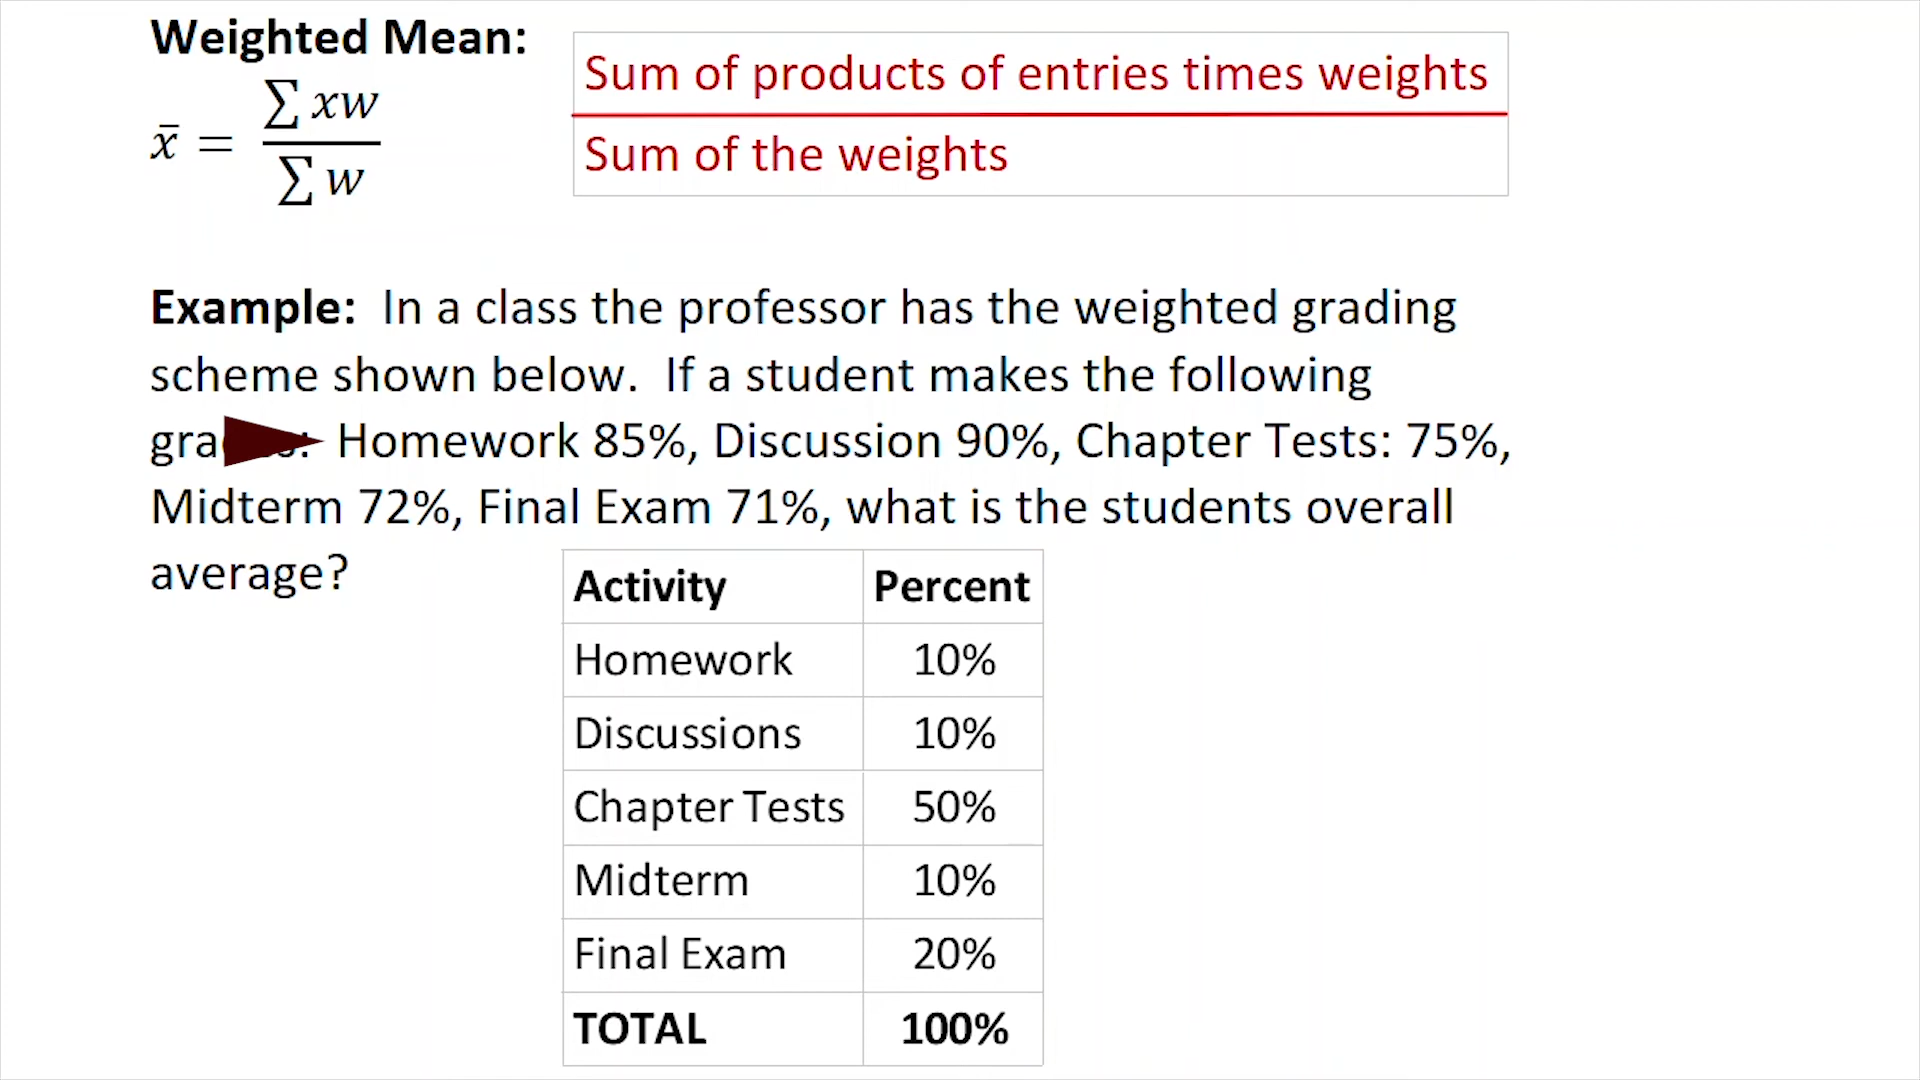 Weighted Mean:
x̄ = ∑ xw / ∑ w
Sum of products of entries times weights
Sum of the weights
Example: In a class the professor has the weighted grading
scheme shown below. If a student makes the following
Homework 85%, Discussion 90%, Chapter Tests: 75%,
Midterm 72%, Final Exam 71%, what is the students overall
average?
Activity Percent
Homework 10%
Discussions 10%
Chapter Tests 50%
Midterm 10%
Final Exam 20%
TOTAL 100%